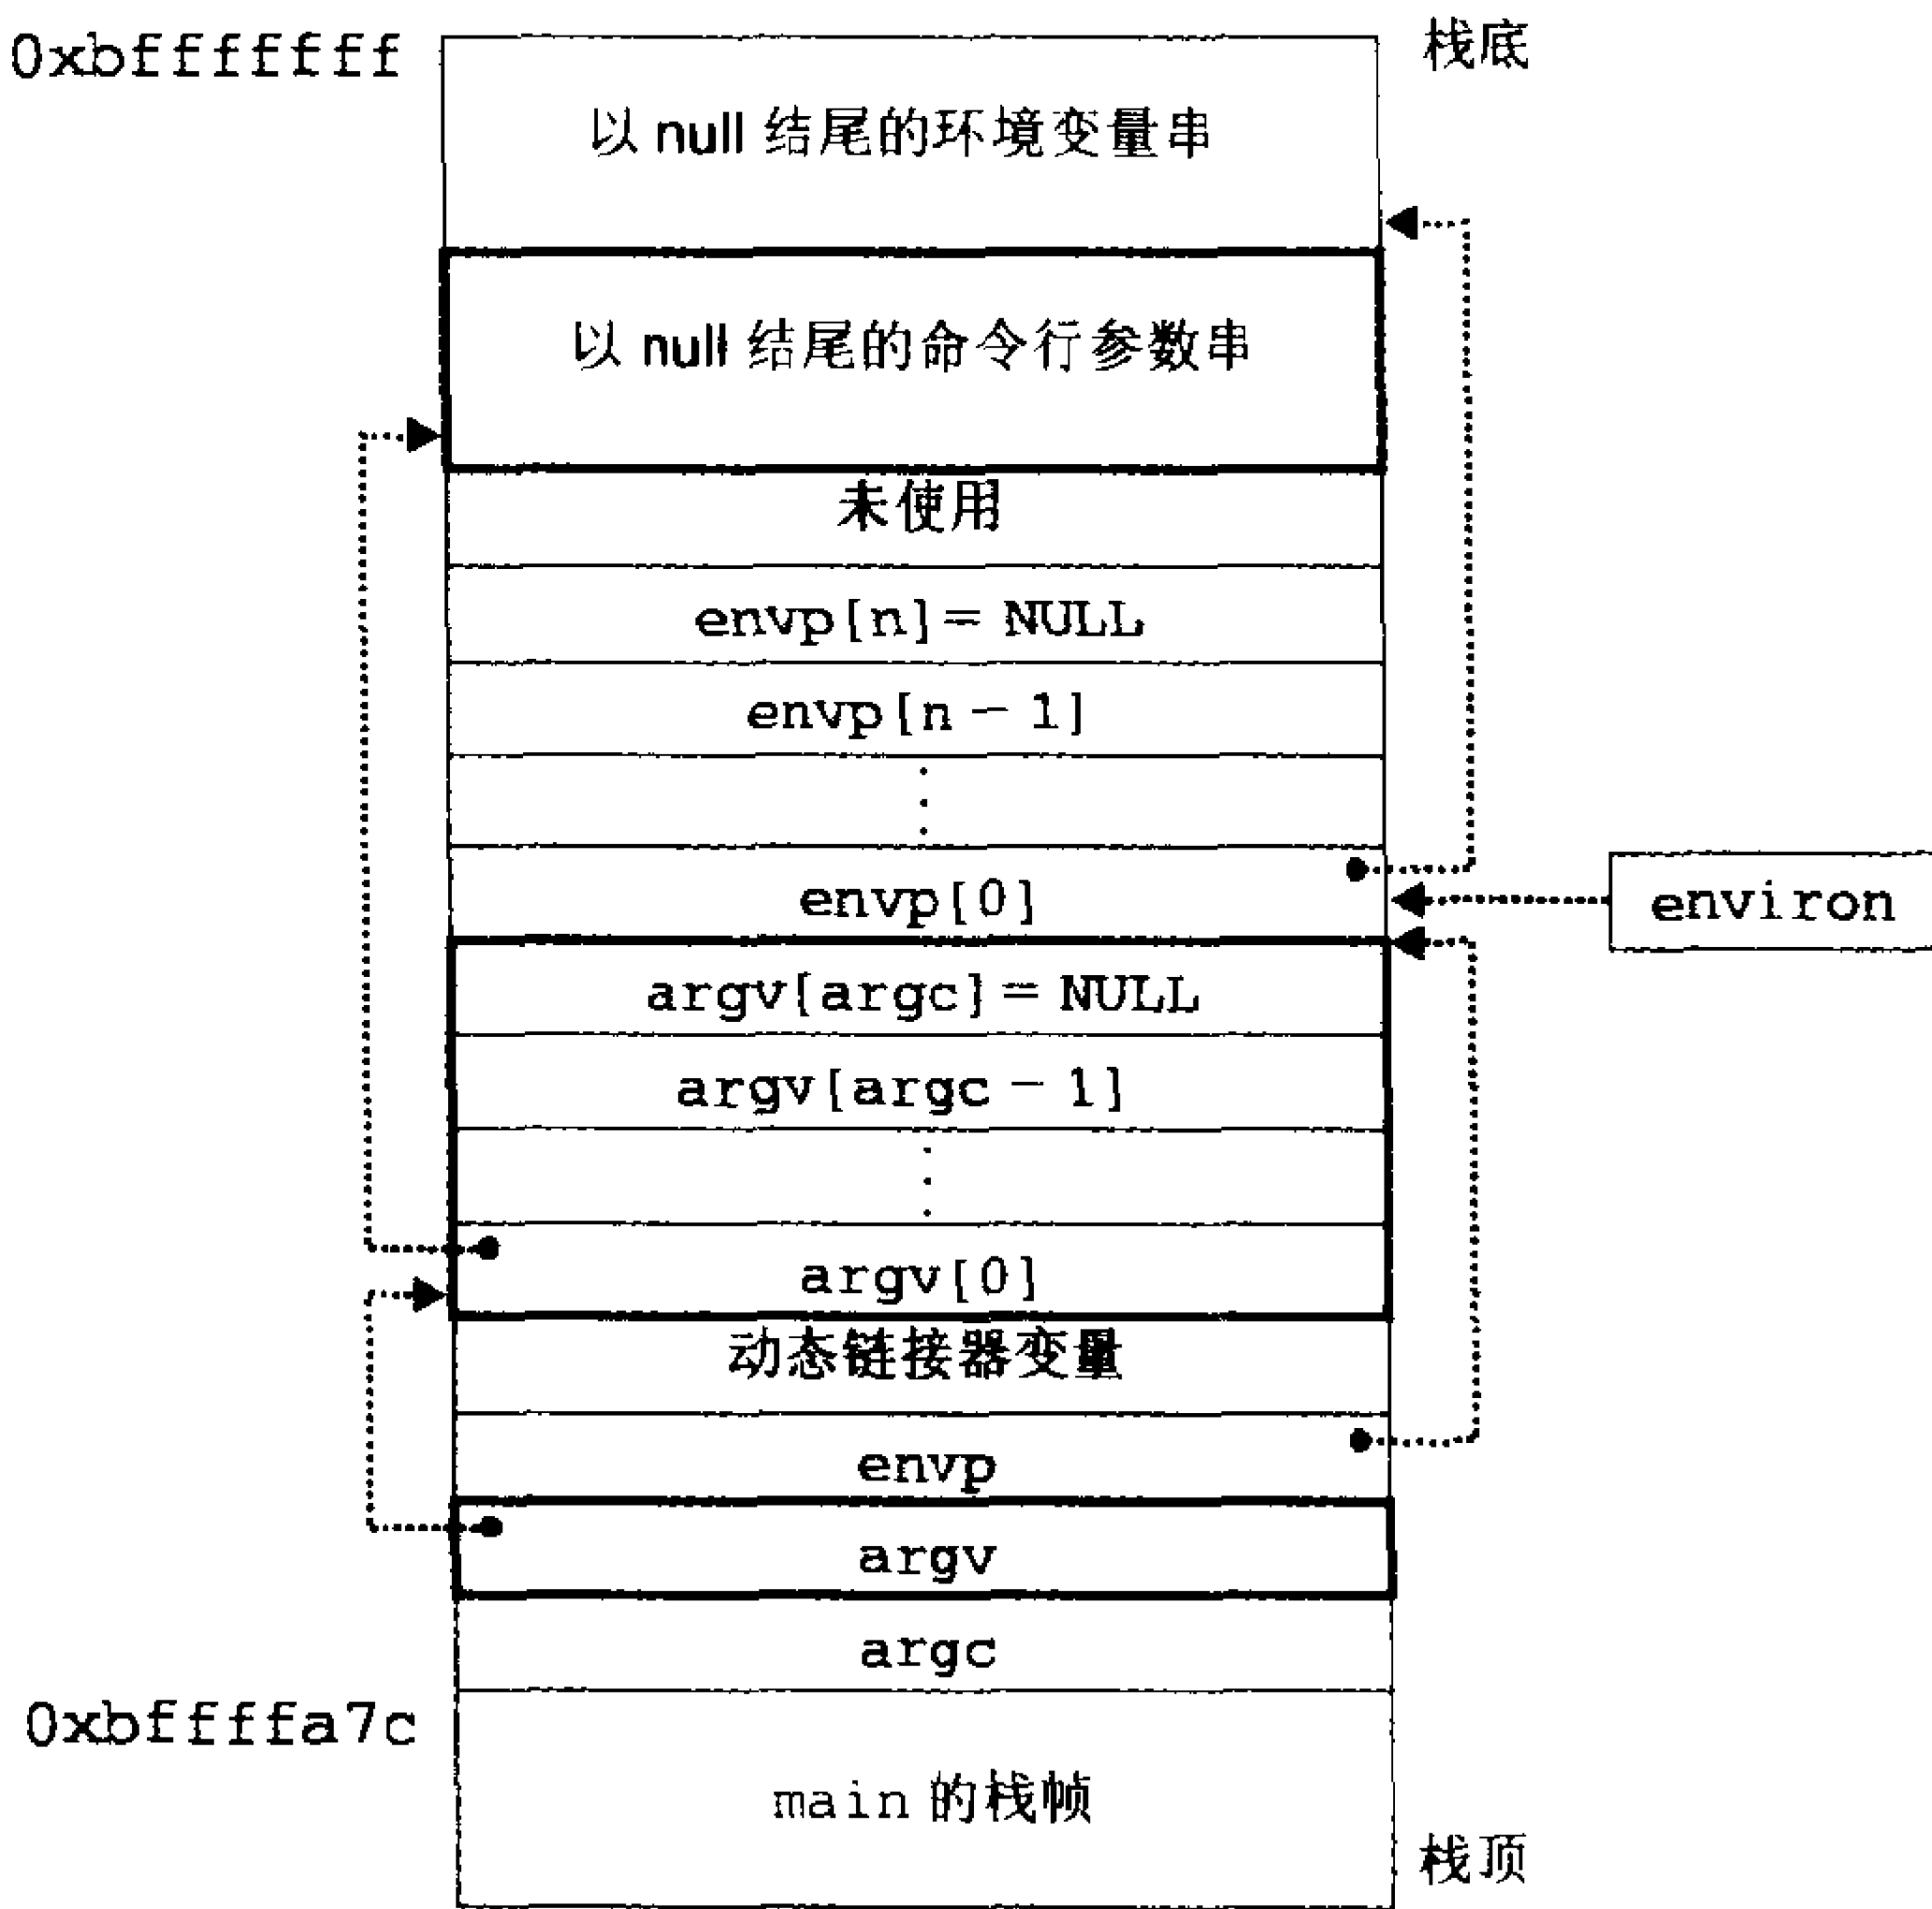 0xbfffffff
栈底
以 null 结尾的环境变量串
以 null 结尾的命令行参数串
未使用
envp[n] = NULL
envp[n - 1]
envp[0]
environ
argv[argc] = NULL
argv[argc - 1]
argv[0]
动态链接器变量
envp
argv
argc
0xbffffa7c
main 的栈帧
栈顶